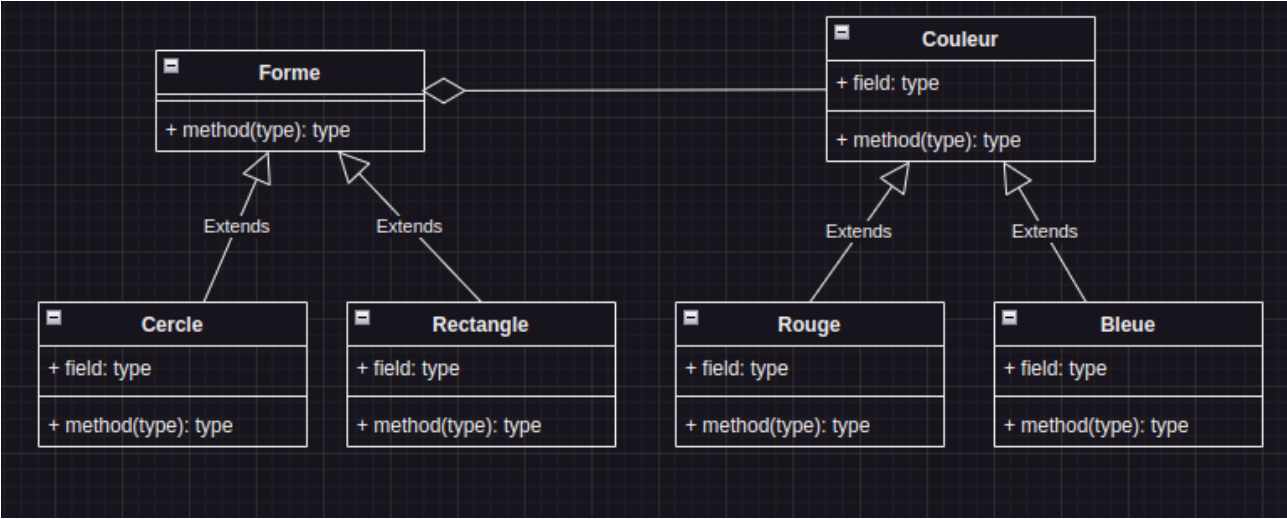 Forme
+ method(type): type
Couleur
+ field: type
+ method(type): type
Extends
Extends
Extends
Extends
Cercle
+ field: type
+ method(type): type
Rectangle
+ field: type
+ method(type): type
Rouge
+ field: type
+ method(type): type
Bleue
+ field: type
+ method(type): type